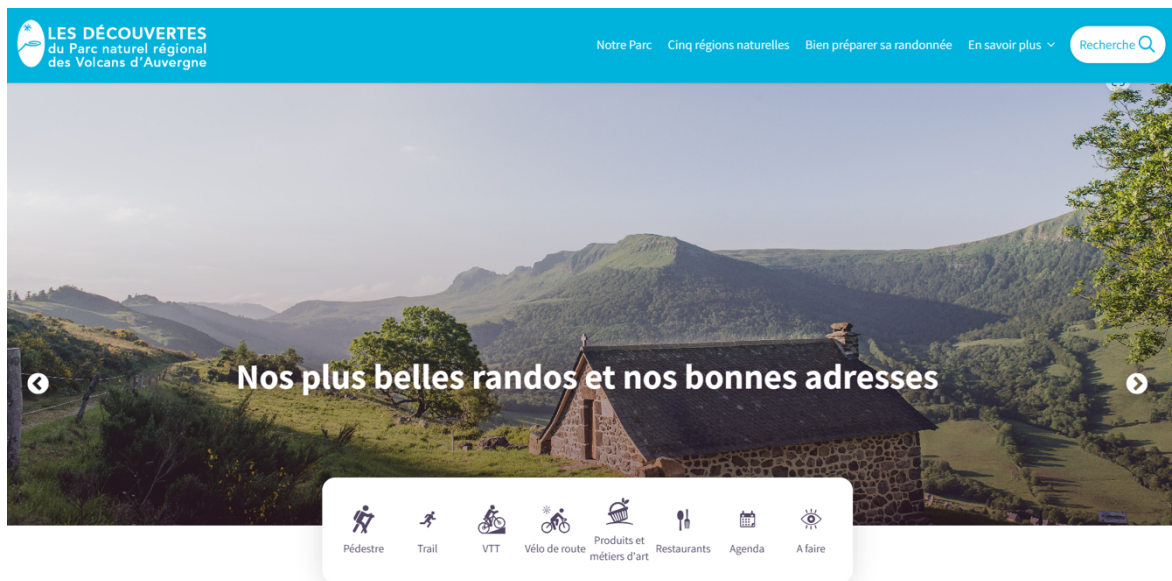 LES DÉCOUVERTES
du Parc naturel régional
des Volcans d'Auvergne
Notre Parc
Cinq régions naturelles
Bien préparer sa randonnée
En savoir plus
Recherche
Nos plus belles randos et nos bonnes adresses
Pédestre
Trail
VTT
Vélo de route
Produits et
métiers d'art
Restaurants
Agenda
A faire